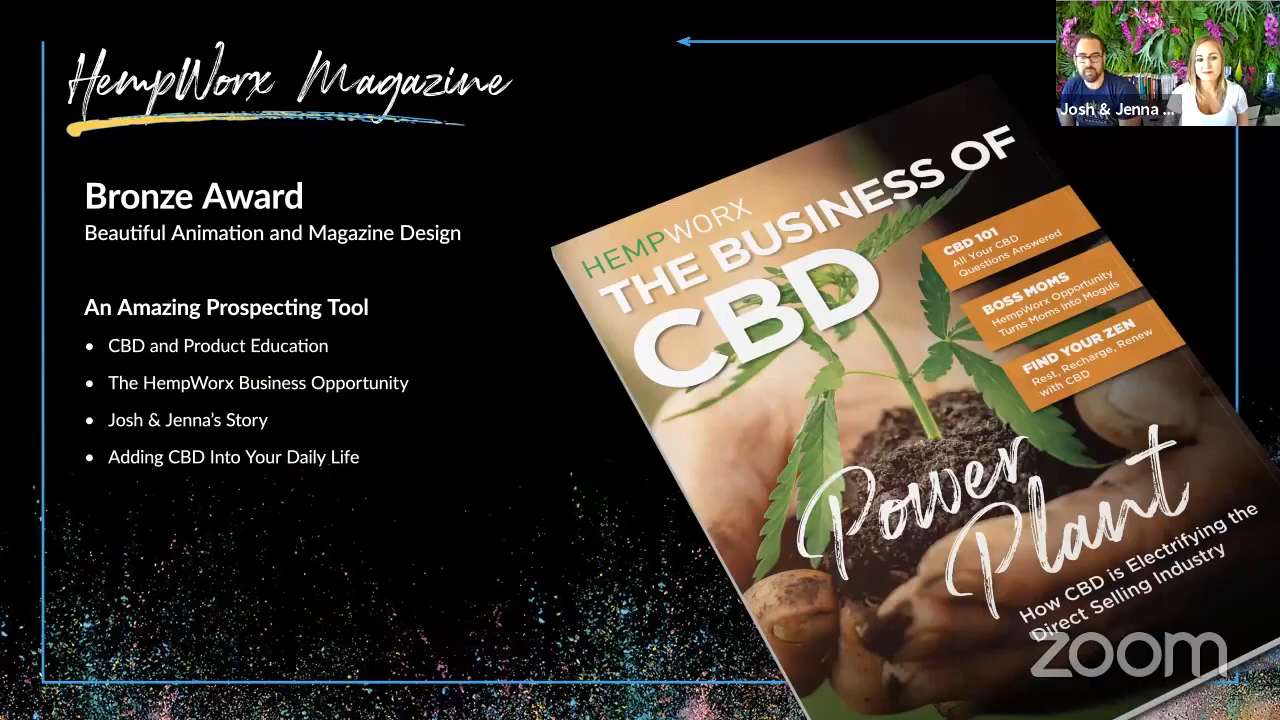 HempWorx Magazine
Bronze Award
Beautiful Animation and Magazine Design
An Amazing Prospecting Tool
• CBD and Product Education
• The HempWorx Business Opportunity
• Josh & Jenna's Story
• Adding CBD Into Your Daily Life
Josh & Jenna ...
HEMPWORX
THE BUSINESS OF
CBD
CBD 101
All Your CBD
Questions Answered
BOSS MOMS
HempWorx Opportunity
Turns Moms into Moguls
FIND YOUR ZEN
Rest, Recharge, Renew
with CBD
Power
Plant
How CBD is Electrifying the
Direct Selling Industry
zoom